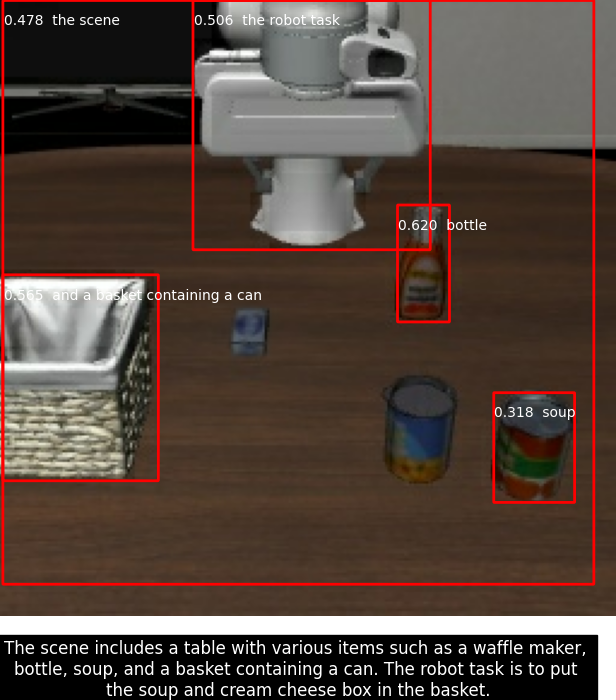 0.478 the scene
0.506 the robot task
0.620 bottle
0.565 and a basket containing a can
0.318 soup
The scene includes a table with various items such as a waffle maker,
bottle, soup, and a basket containing a can. The robot task is to put
the soup and cream cheese box in the basket.